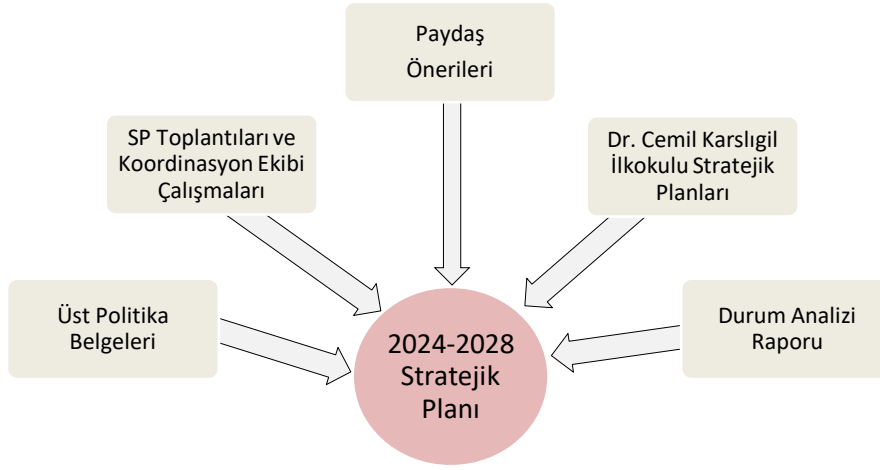 Paydaş
Önerileri
SP Toplantıları ve
Koordinasyon Ekibi
Çalışmaları
Dr. Cemil Karslıgil
İlkokulu Stratejik
Planları
Üst Politika
Belgeleri
Durum Analizi
Raporu
2024-2028
Stratejik
Planı